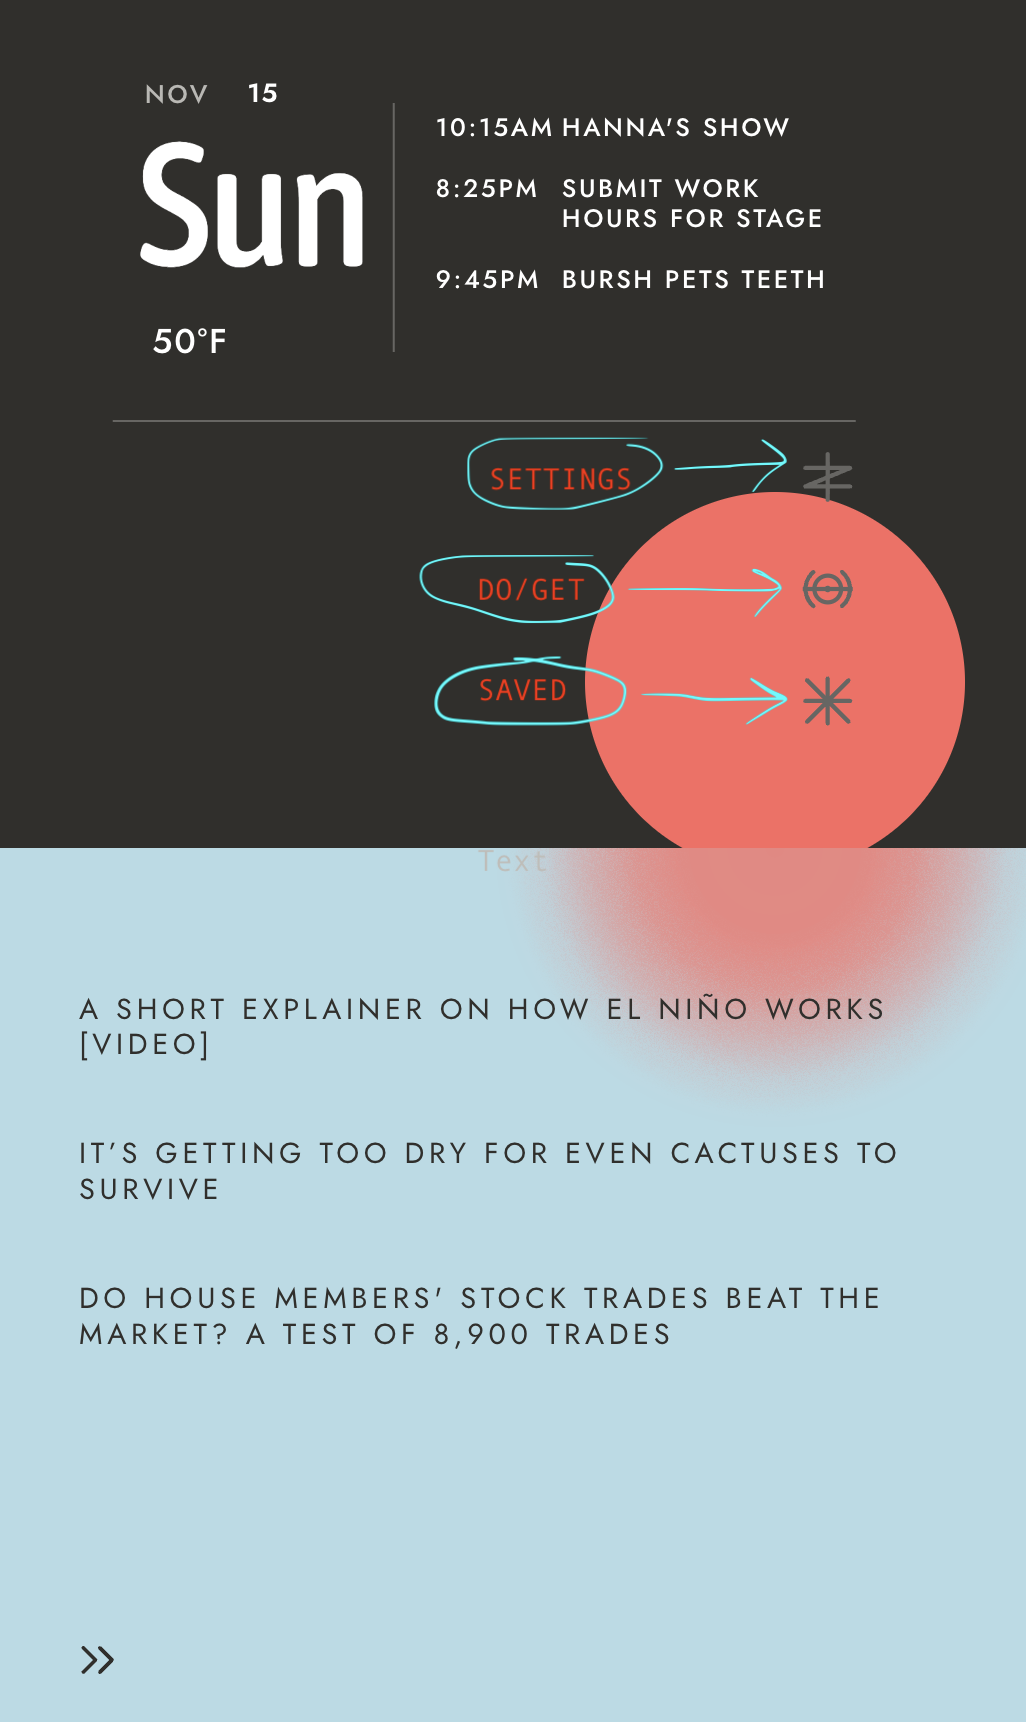 NOV 15
Sun
50°F
10:15AM HANNA'S SHOW
8:25PM SUBMIT WORK
HOURS FOR STAGE
9:45PM BURSH PETS TEETH
SETTINGS
DO/GET
SAVED
Text
A SHORT EXPLAINER ON HOW EL NIÑO WORKS
[VIDEO]
IT’S GETTING TOO DRY FOR EVEN CACTUSES TO
SURVIVE
DO HOUSE MEMBERS' STOCK TRADES BEAT THE
MARKET? A TEST OF 8,900 TRADES